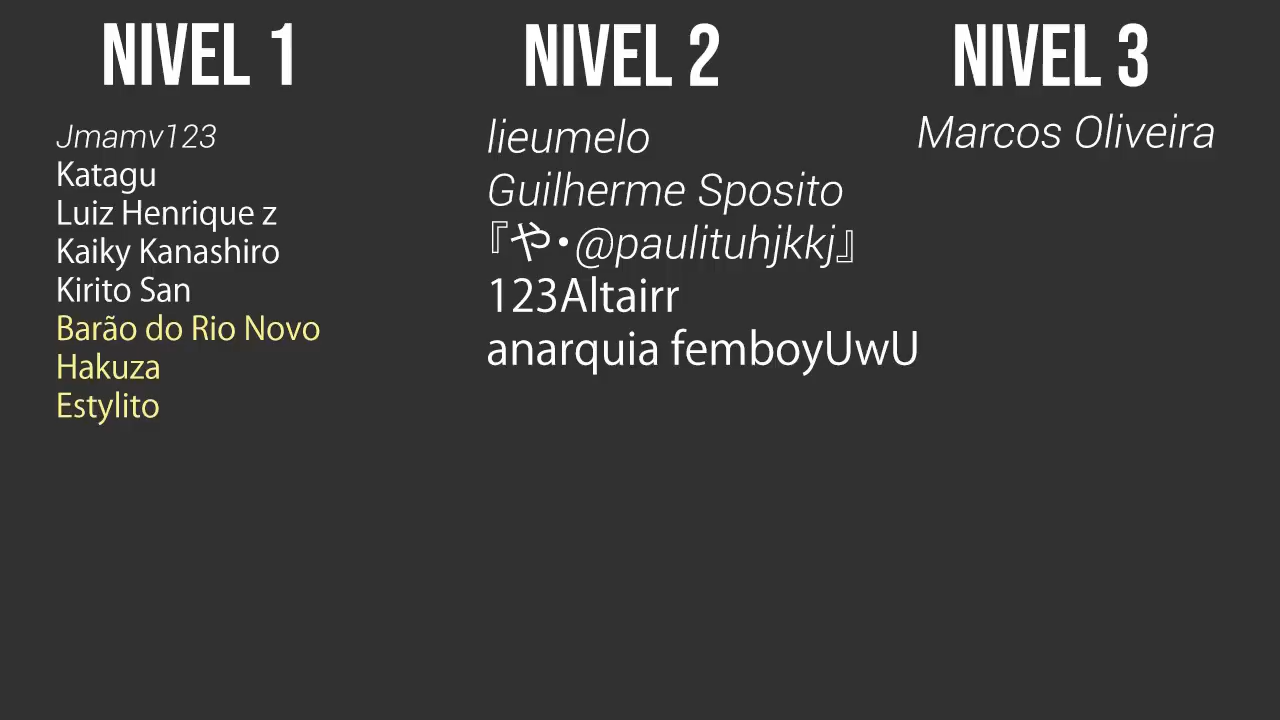 NIVEL 1
Jmamv123
Katagu
Luiz Henrique z
Kaiky Kanashiro
Kirito San
Barão do Rio Novo
Hakuza
Estylito
NIVEL 2
lieumelo
Guilherme Sposito
『や•@paulituhjkkj』
123Altairr
anarquia femboyUwU
NIVEL 3
Marcos Oliveira